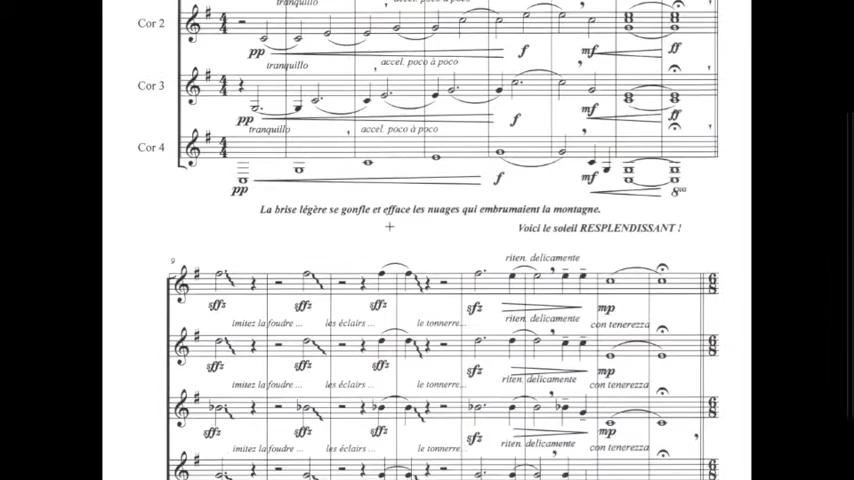 tranquillo accel. poco à poco
Cor 2
pp f mf ff
tranquillo accel. poco à poco
Cor 3
pp f mf ff
tranquillo accel. poco à poco
Cor 4
pp f mf 8va
La brise légère se gonfle et efface les nuages qui embrumaient la montagne.
Voici le soleil RESPLENDISSANT !
9
riten. delicamente
sffz sffz sffz sfz mp
imitez la foudre ... les éclairs ... le tonnerre... riten. delicamente con tenerezza
sffz sffz sffz sfz mp
imitez la foudre ... les éclairs ... le tonnerre... riten. delicamente con tenerezza
sffz sffz sffz sfz mp
imitez la foudre ... les éclairs ... le tonnerre... riten. delicamente con tenerezza